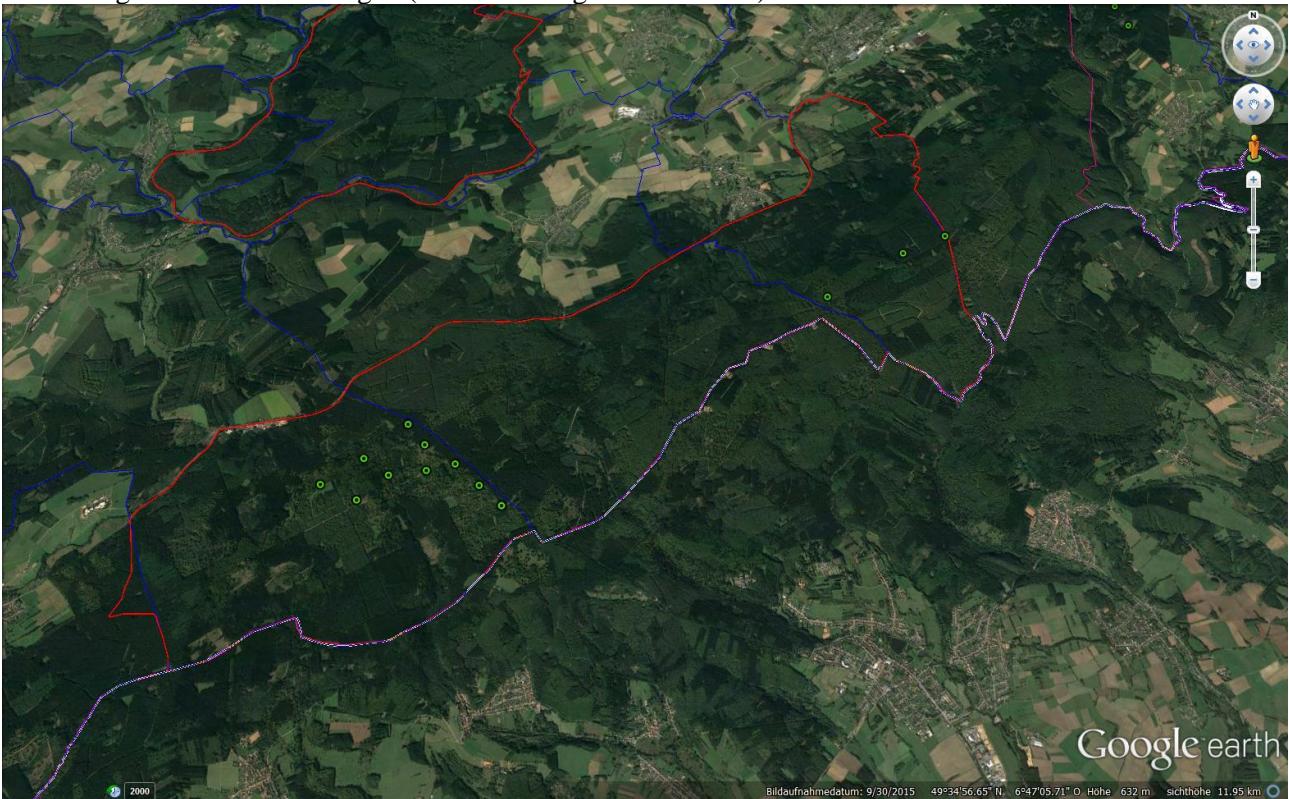 N
Google earth
2000
Bildaufnahmedatum: 9/30/2015 49°34'56.65" N 6°47'05.71" O Höhe 632 m sichthöhe 11.95 km